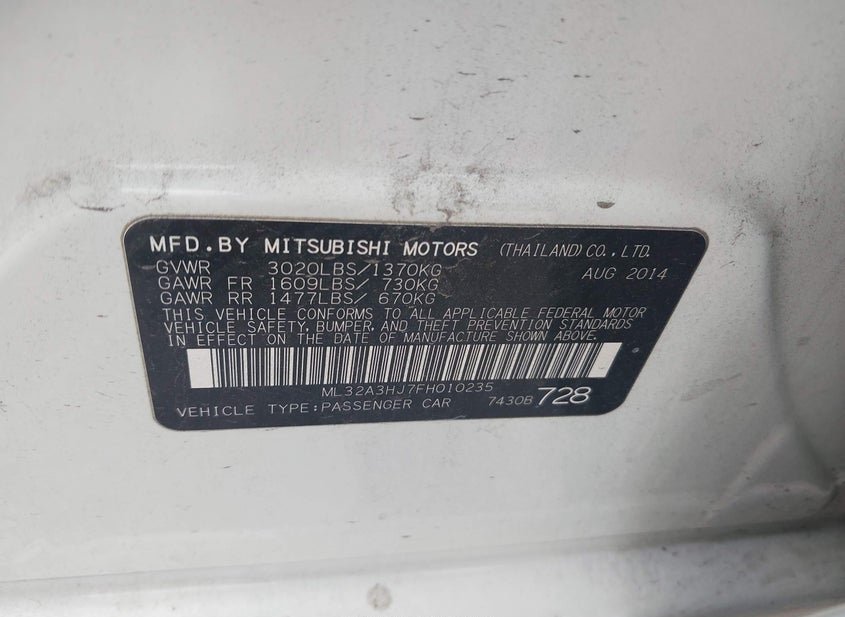 MFD.BY MITSUBISHI MOTORS (THAILAND)CO.,LTD.
GVWR 3020LBS/1370KG AUG 2014
GAWR FR 1609LBS/ 730KG
GAWR RR 1477LBS/ 670KG
THIS VEHICLE CONFORMS TO ALL APPLICABLE FEDERAL MOTOR
VEHICLE SAFETY, BUMPER, AND THEFT PREVENTION STANDARDS
IN EFFECT ON THE DATE OF MANUFACTURE SHOWN ABOVE.
ML32A3HJ7FH010235
VEHICLE TYPE:PASSENGER CAR 7430B 728